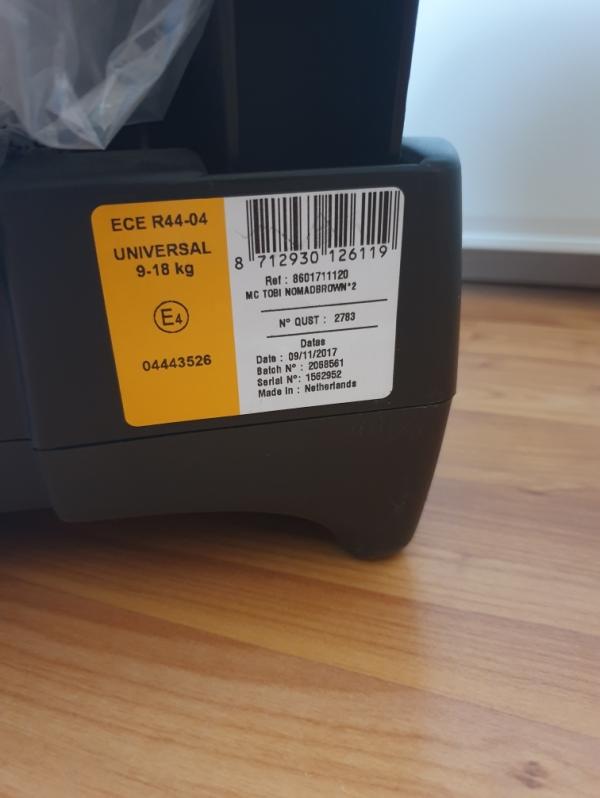 ECE R44-04
UNIVERSAL
9-18 kg
E4
04443526
8 712930 126119
Ref : 8601711120
MC TOBI NOMADBROWN*2
N° QUST : 2783
Datas
Date : 09/11/2017
Batch N° : 2088561
Serial N°: 1562952
Made in : Netherlands